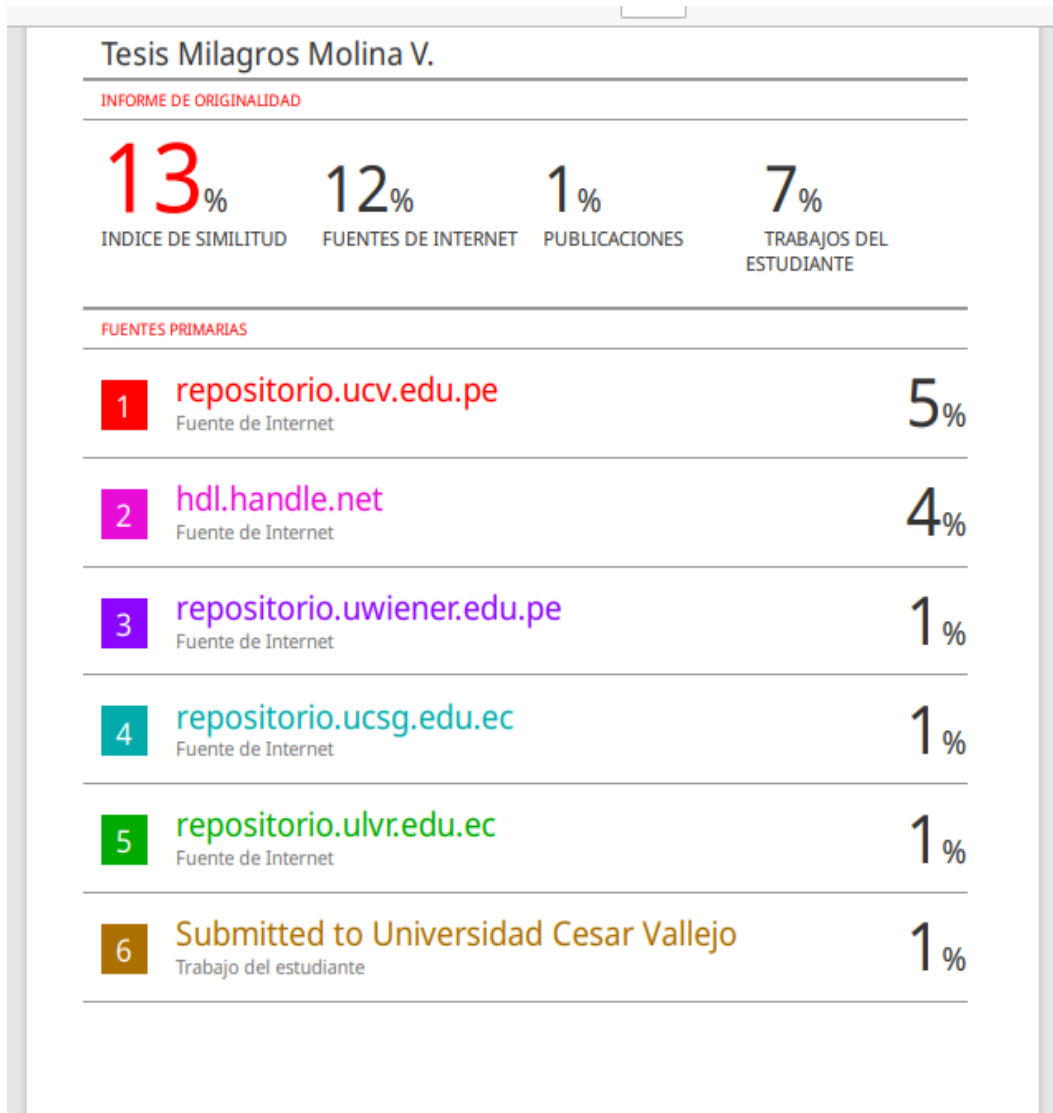 Tesis Milagros Molina V.
INFORME DE ORIGINALIDAD
13% 12% 1% 7%
INDICE DE SIMILITUD FUENTES DE INTERNET PUBLICACIONES TRABAJOS DEL
ESTUDIANTE
FUENTES PRIMARIAS
1 repositorio.ucv.edu.pe 5%
Fuente de Internet
2 hdl.handle.net 4%
Fuente de Internet
3 repositorio.uwiener.edu.pe 1%
Fuente de Internet
4 repositorio.ucsg.edu.ec 1%
Fuente de Internet
5 repositorio.ulvr.edu.ec 1%
Fuente de Internet
6 Submitted to Universidad Cesar Vallejo 1%
Trabajo del estudiante